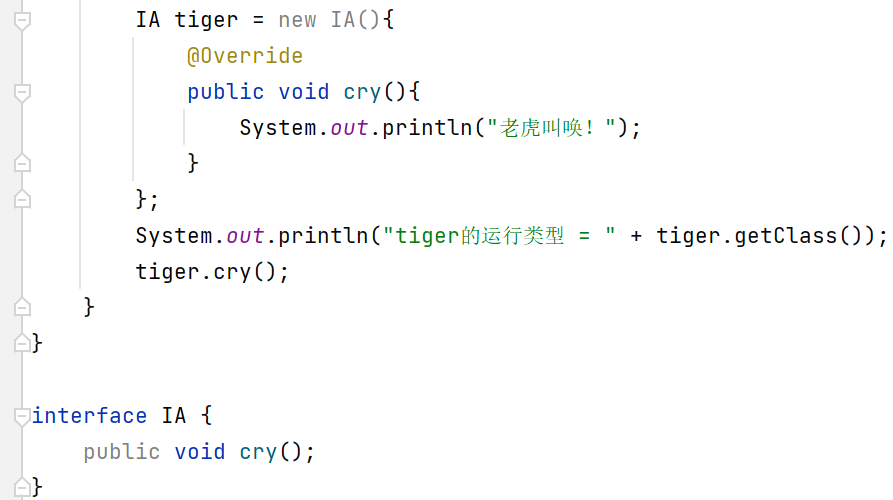 IA tiger = new IA(){
@Override
public void cry(){
System.out.println("老虎叫唤！");
}
};
System.out.println("tiger的运行类型 = " + tiger.getClass());
tiger.cry();
}
}
interface IA {
public void cry();
}